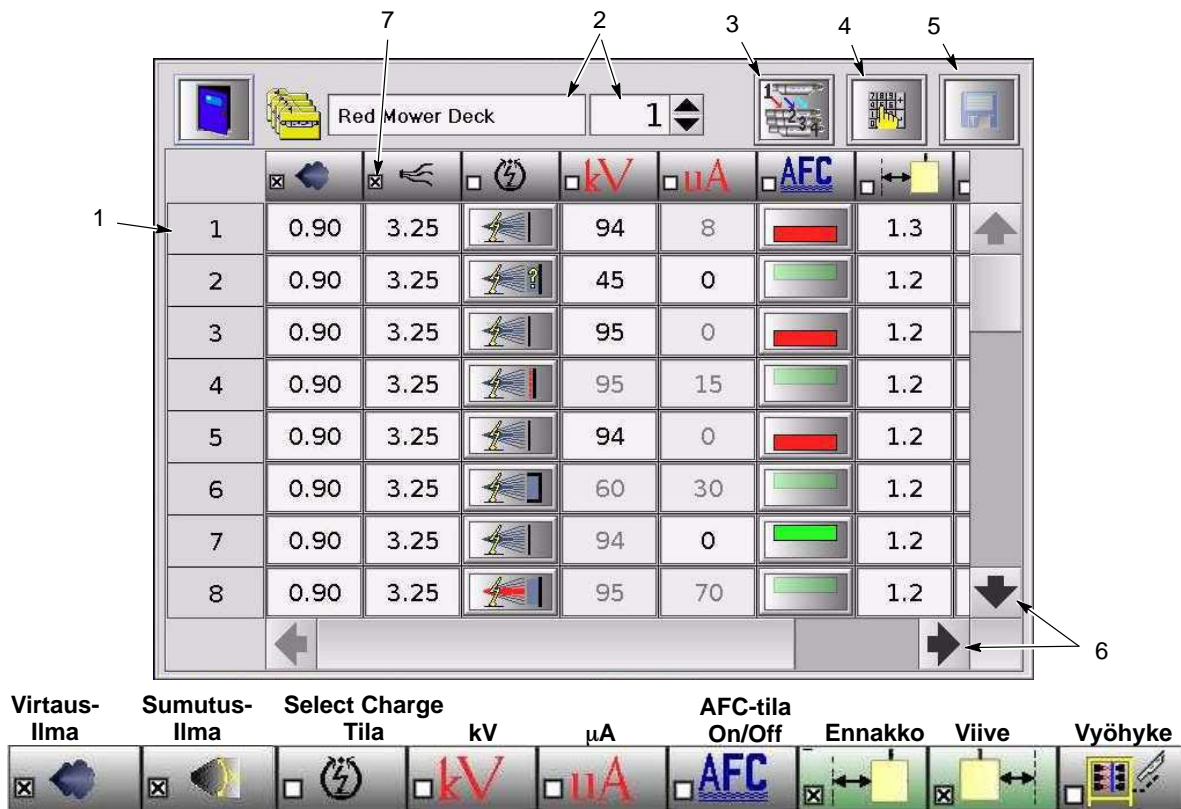 7 2 3 4 5
Red Mower Deck 1
kV uA AFC
1
1 0.90 3.25 94 8 1.3
2 0.90 3.25 ? 45 0 1.2
3 0.90 3.25 95 0 1.2
4 0.90 3.25 95 15 1.2
5 0.90 3.25 94 0 1.2
6 0.90 3.25 60 30 1.2
7 0.90 3.25 94 0 1.2
8 0.90 3.25 95 70 1.2
6
Virtaus- Sumutus- Select Charge AFC-tila
Ilma Ilma Tila kV µA On/Off Ennakko Viive Vyöhyke
kV uA AFC